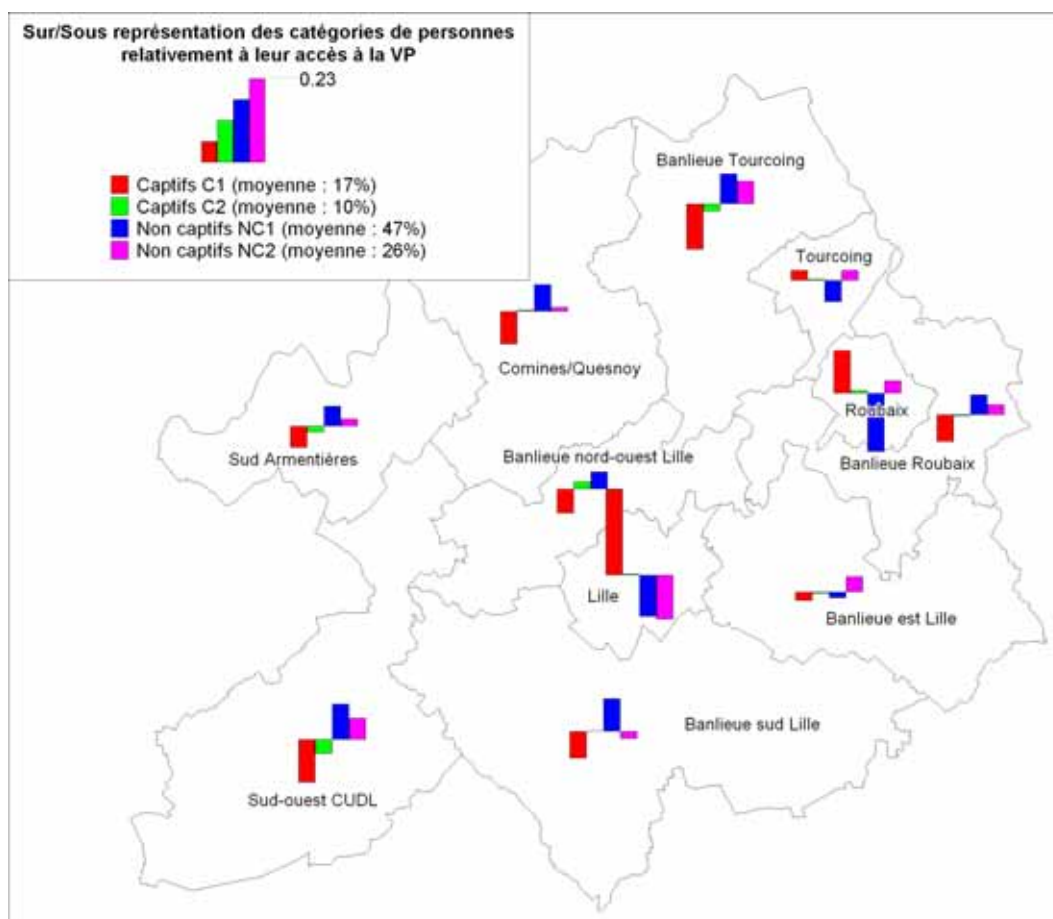 Sur/Sous représentation des catégories de personnes
relativement à leur accès à la VP
0.23
Captifs C1 (moyenne : 17%)
Captifs C2 (moyenne : 10%)
Non captifs NC1 (moyenne : 47%)
Non captifs NC2 (moyenne : 26%)
Banlieue Tourcoing
Tourcoing
Comines/Quesnoy
Roubaix
Sud Armentières
Banlieue nord-ouest Lille
Banlieue Roubaix
Lille
Banlieue est Lille
Banlieue sud Lille
Sud-ouest CUDL